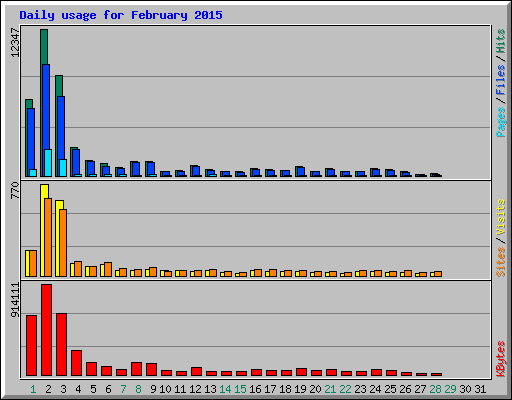 Daily usage for February 2015
12347
Pages / Files / Hits
770
Sites / Visits
914111
KBytes
1 2 3 4 5 6 7 8 9 10 11 12 13 14 15 16 17 18 19 20 21 22 23 24 25 26 27 28 29 30 31